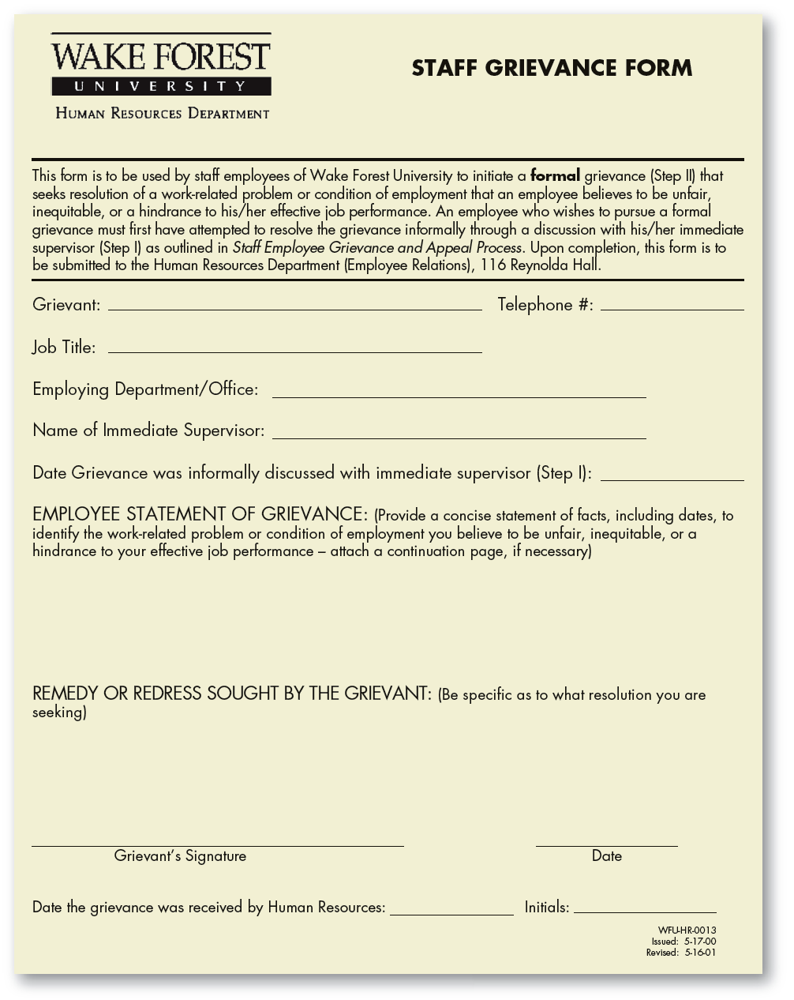 WAKE FOREST
UNIVERSITY
HUMAN RESOURCES DEPARTMENT
STAFF GRIEVANCE FORM
This form is to be used by staff employees of Wake Forest University to initiate a formal grievance (Step II) that
seeks resolution of a work-related problem or condition of employment that an employee believes to be unfair,
inequitable, or a hindrance to his/her effective job performance. An employee who wishes to pursue a formal
grievance must first have attempted to resolve the grievance informally through a discussion with his/her immediate
supervisor (Step I) as outlined in Staff Employee Grievance and Appeal Process. Upon completion, this form is to
be submitted to the Human Resources Department (Employee Relations), 116 Reynolda Hall.
Grievant: Telephone #:
Job Title:
Employing Department/Office:
Name of Immediate Supervisor:
Date Grievance was informally discussed with immediate supervisor (Step I):
EMPLOYEE STATEMENT OF GRIEVANCE: (Provide a concise statement of facts, including dates, to
identify the work-related problem or condition of employment you believe to be unfair, inequitable, or a
hindrance to your effective job performance – attach a continuation page, if necessary)
REMEDY OR REDRESS SOUGHT BY THE GRIEVANT: (Be specific as to what resolution you are
seeking)
Grievant's Signature Date
Date the grievance was received by Human Resources: Initials:
WFU-HR-0013
Issued: 5-17-00
Revised: 5-16-01